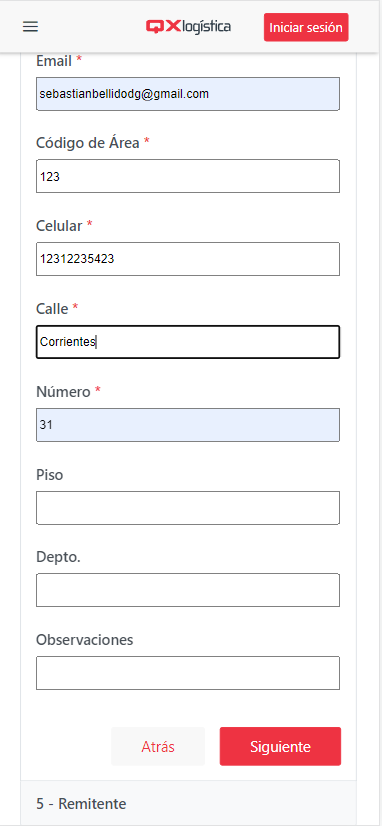 QXlogística
Iniciar sesión
Email *
sebastianbellidodg@gmail.com
Código de Área *
123
Celular *
12312235423
Calle *
Corrientes
Número *
31
Piso
Depto.
Observaciones
Atrás
Siguiente
5 - Remitente